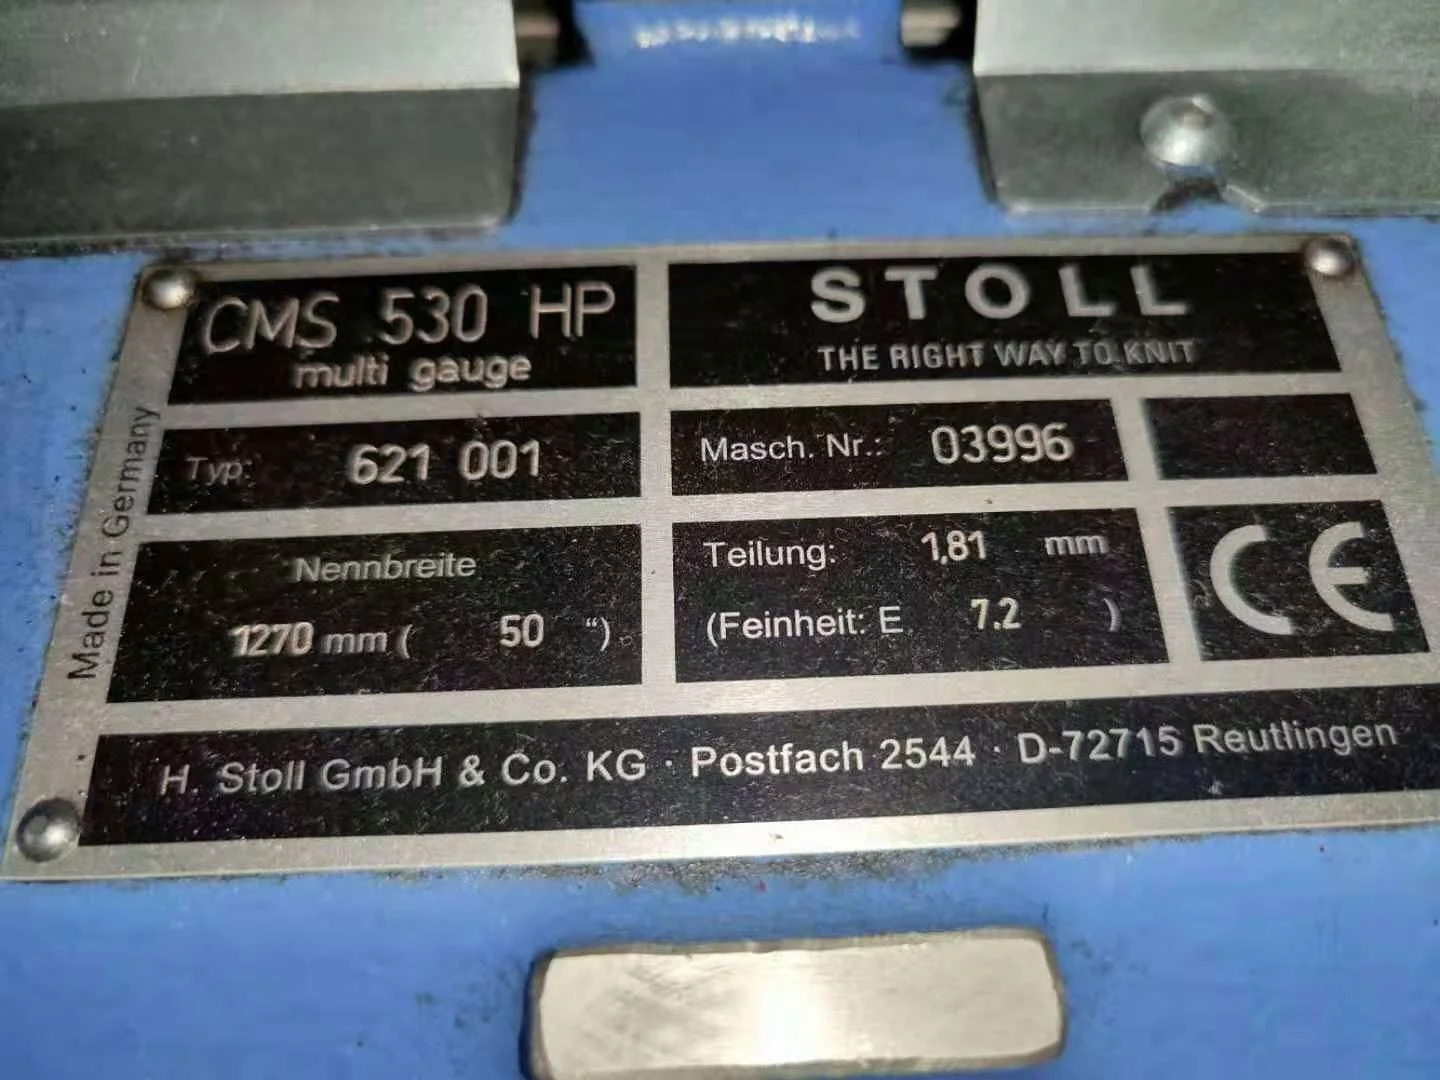 CMS 530 HP
multi gauge
STOLL
THE RIGHT WAY TO KNIT
Typ: 621 001
Masch. Nr.: 03996
Nennbreite
1270 mm ( 50 “)
Teilung: 1,81 mm
(Feinheit: E 7.2 )
CE
H. Stoll GmbH & Co. KG · Postfach 2544 · D-72715 Reutlingen
Made in Germany